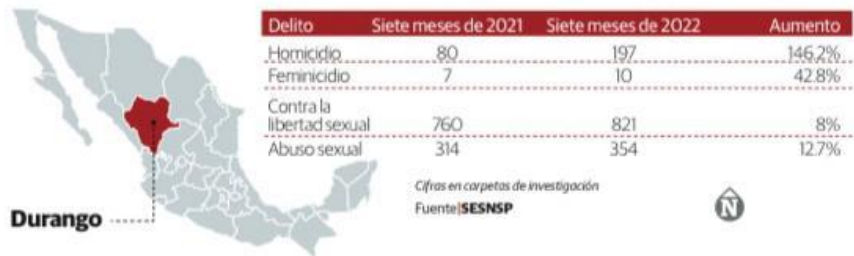 Delito Siete meses de 2021 Siete meses de 2022 Aumento
Homicidio 80 197 146.2%
Feminicidio 7 10 42.8%
Contra la
libertad sexual 760 821 8%
Abuso sexual 314 354 12.7%
Cifras en carpetas de investigación
Fuente|SESNSP
N
Durango